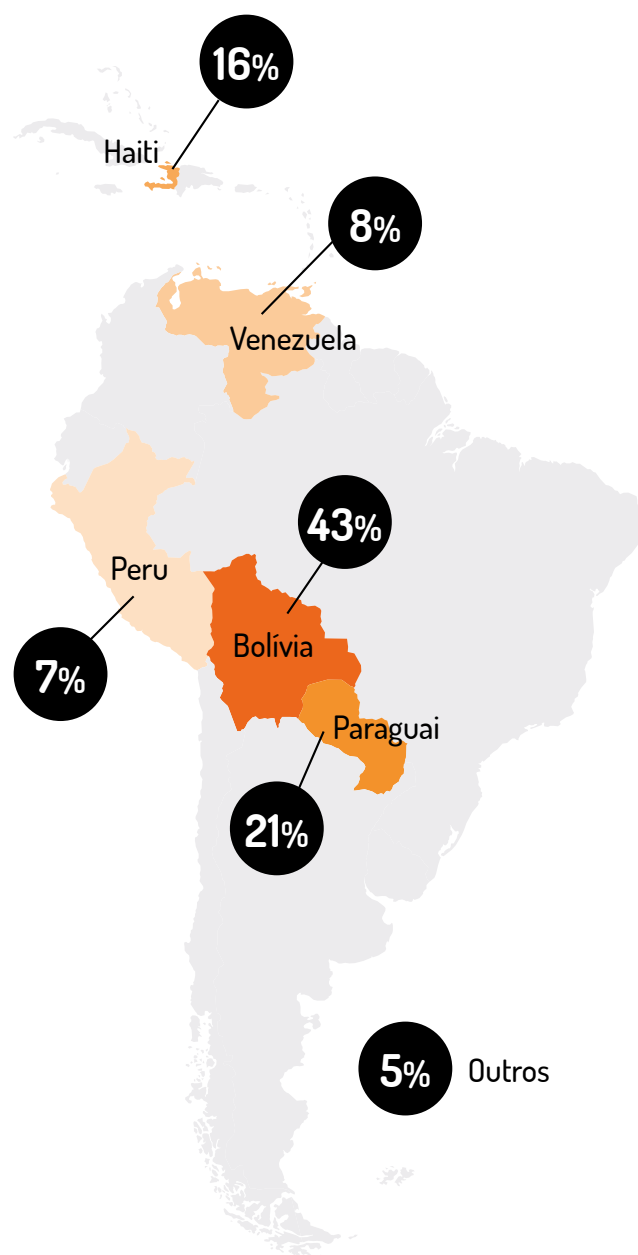 16%
Haiti
8%
Venezuela
43%
Peru
Bolívia
7%
Paraguai
21%
5% Outros